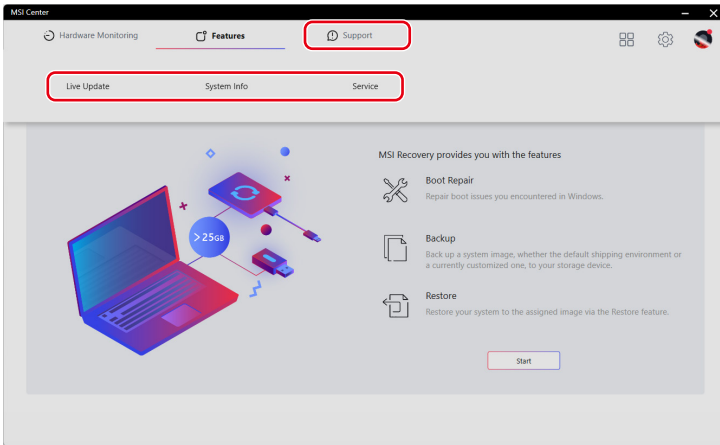 MSI Center
Hardware Monitoring
Features
Support
Live Update
System Info
Service
MSI Recovery provides you with the features
Boot Repair
Repair boot issues you encountered in Windows.
>25GB
Backup
Back up a system image, whether the default shipping environment or
a currently customized one, to your storage device.
Restore
Restore your system to the assigned image via the Restore feature.
Start